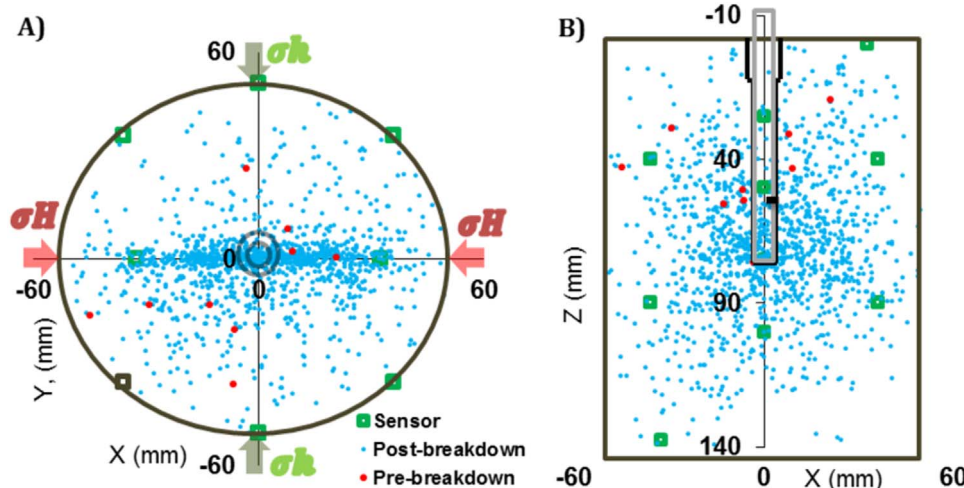 A)
60
σh
σH
σH
-60
0
0
60
Y, (mm)
X (mm)
-60
σh
Sensor
Post-breakdown
Pre-breakdown
B)
-10
40
90
140
Z (mm)
-60
0
X (mm)
60